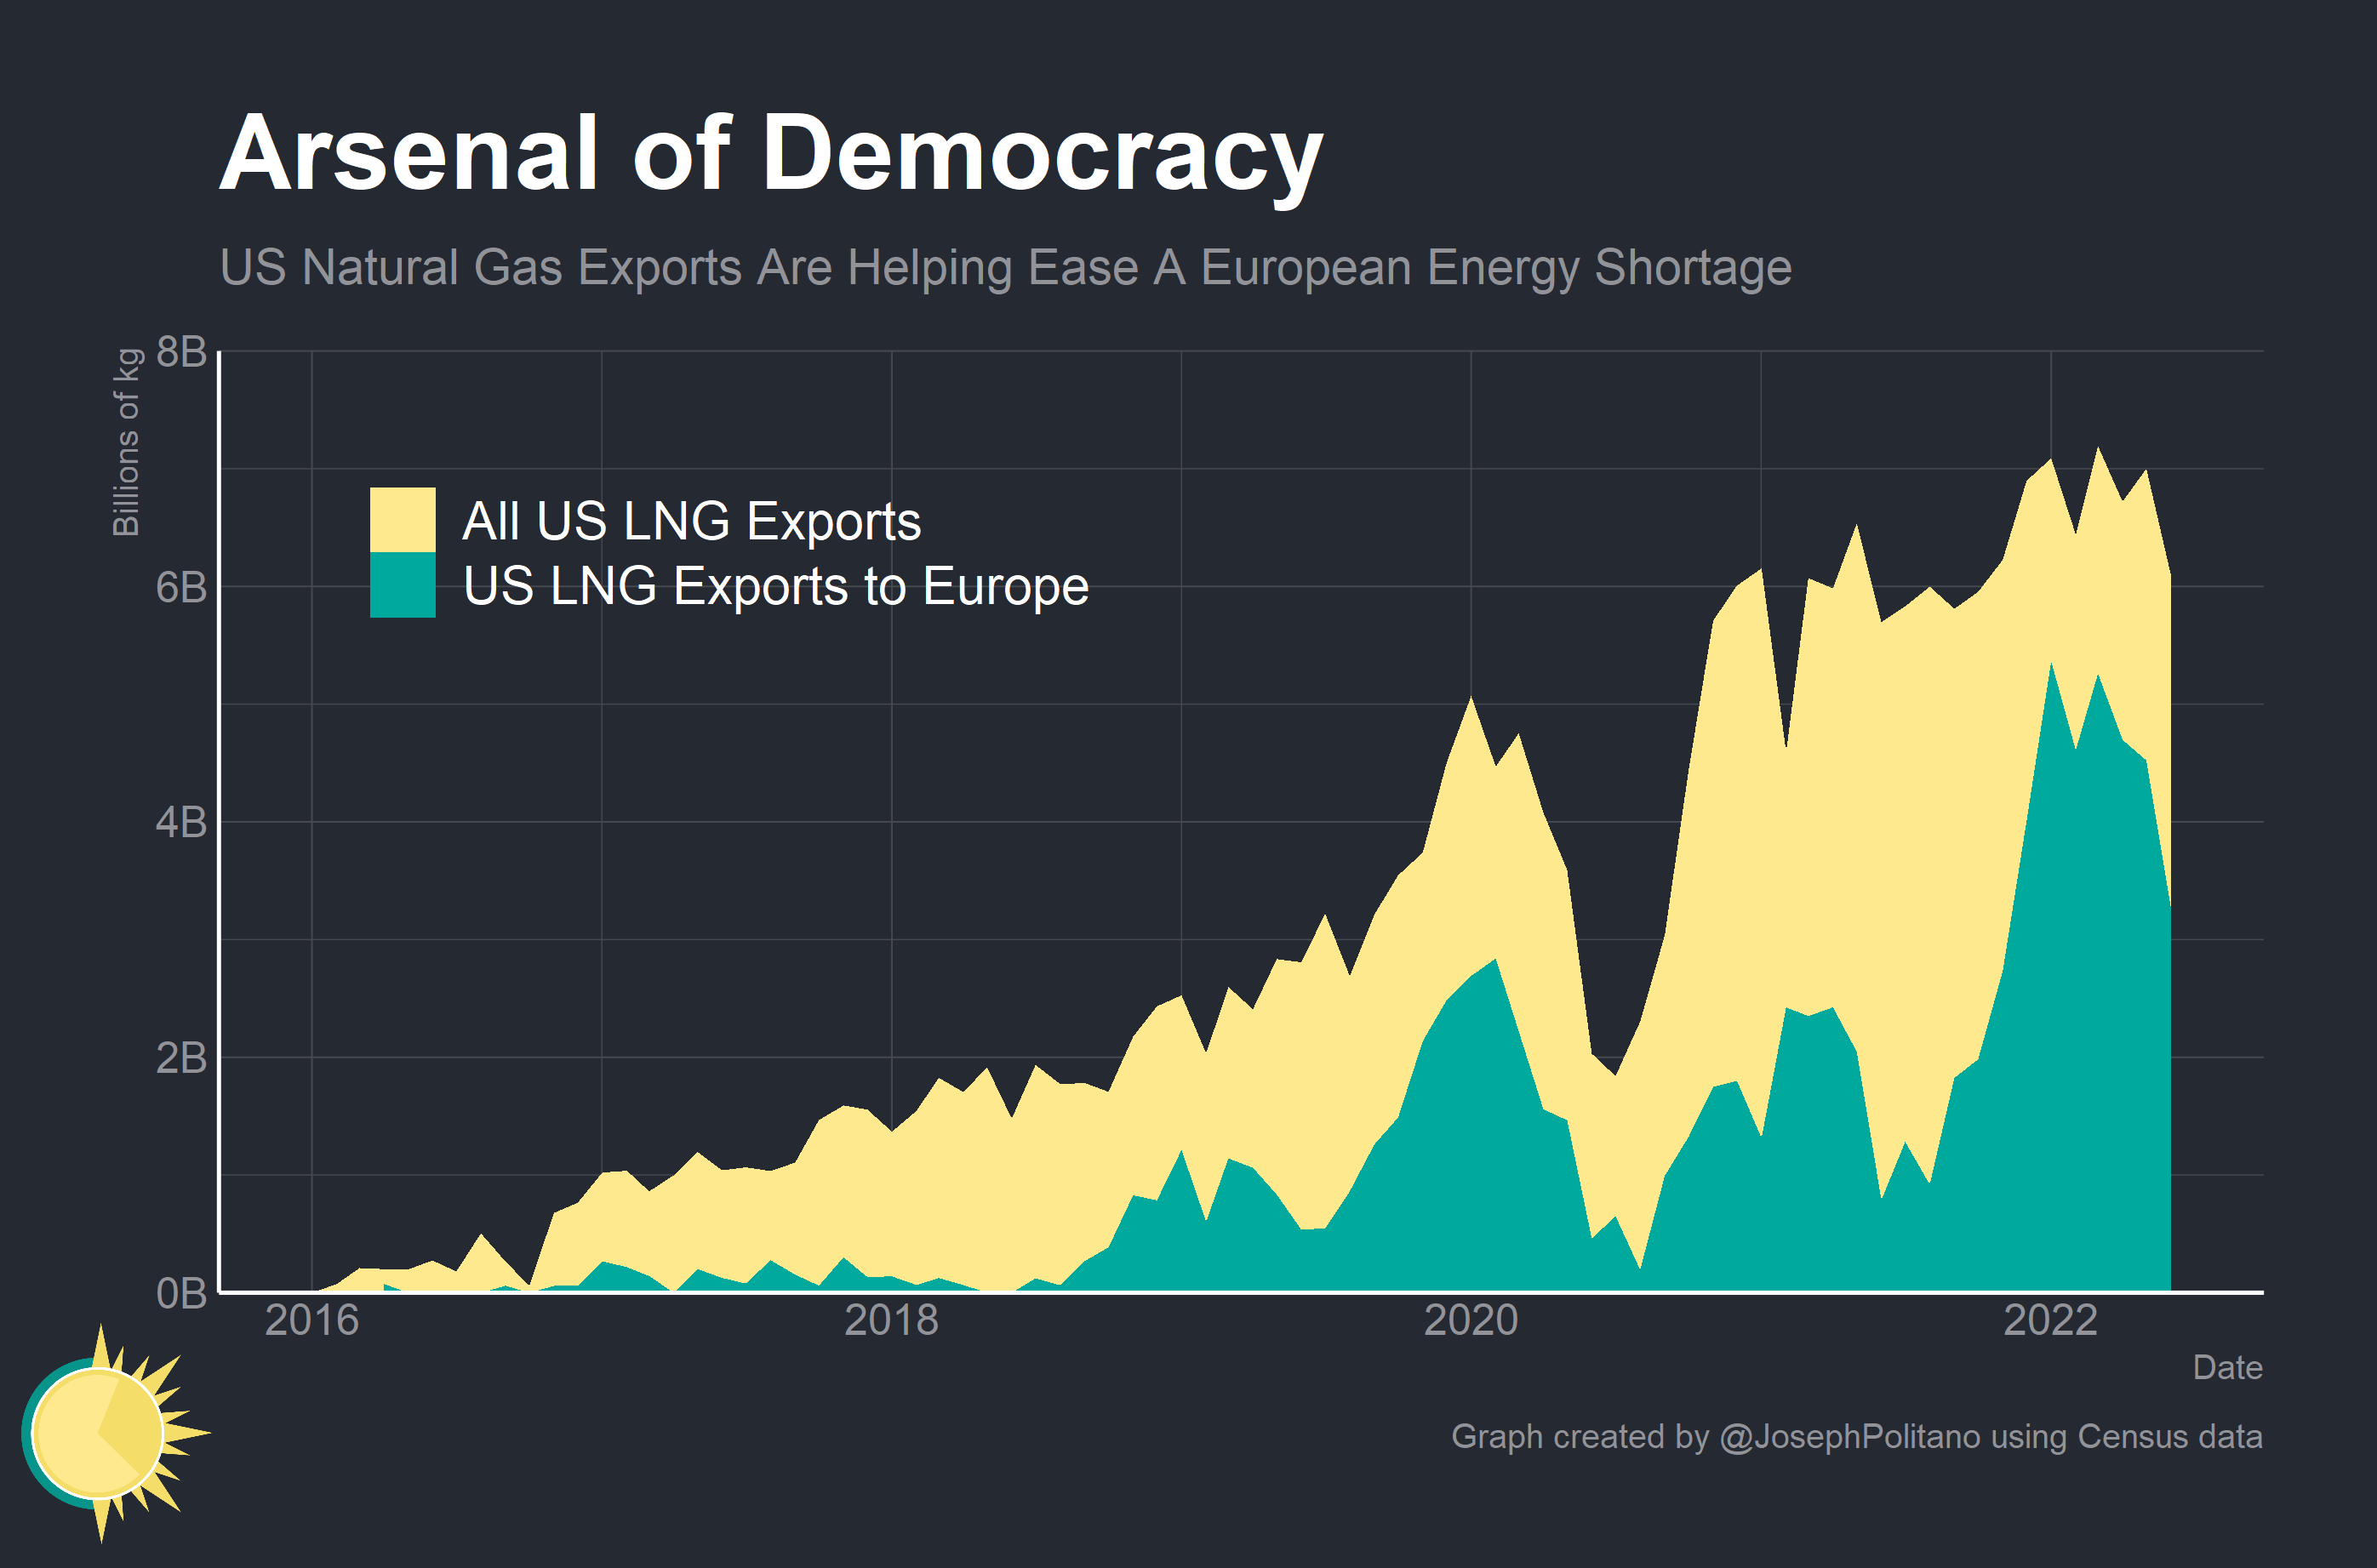 Arsenal of Democracy
US Natural Gas Exports Are Helping Ease A European Energy Shortage
Billions of kg
8B
6B
4B
2B
0B
All US LNG Exports
US LNG Exports to Europe
2016
2018
2020
2022
Date
Graph created by @JosephPolitano using Census data